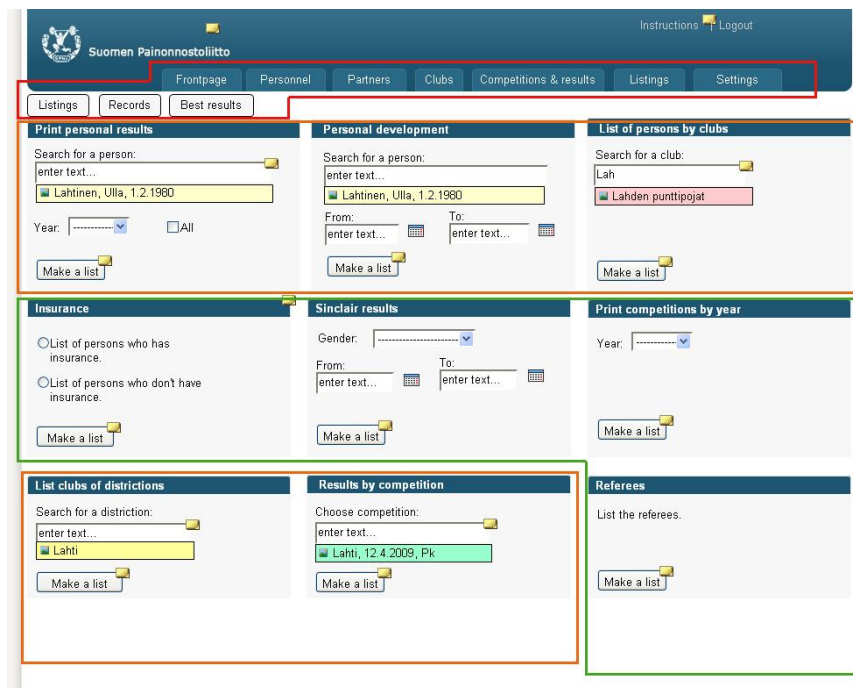 Instructions Logout
Suomen Painonnostoliitto
Frontpage Personnel Partners Clubs Competitions & results Listings Settings
Listings Records Best results
Print personal results
Search for a person:
enter text...
Lahtinen, Ulla, 1.2.1980
Year: ----------- All
Make a list
Personal development
Search for a person:
enter text...
Lahtinen, Ulla, 1.2.1980
From: To:
enter text... enter text...
Make a list
List of persons by clubs
Search for a club:
Lah
Lahden punttipojat
Make a list
Insurance
List of persons who has
insurance.
List of persons who don't have
insurance.
Make a list
Sinclair results
Gender: -----------------------
From: To:
enter text... enter text...
Make a list
Print competitions by year
Year: -----------
Make a list
List clubs of districtions
Search for a distriction:
enter text...
Lahti
Make a list
Results by competition
Choose competition:
enter text...
Lahti, 12.4.2009, Pk
Make a list
Referees
List the referees.
Make a list